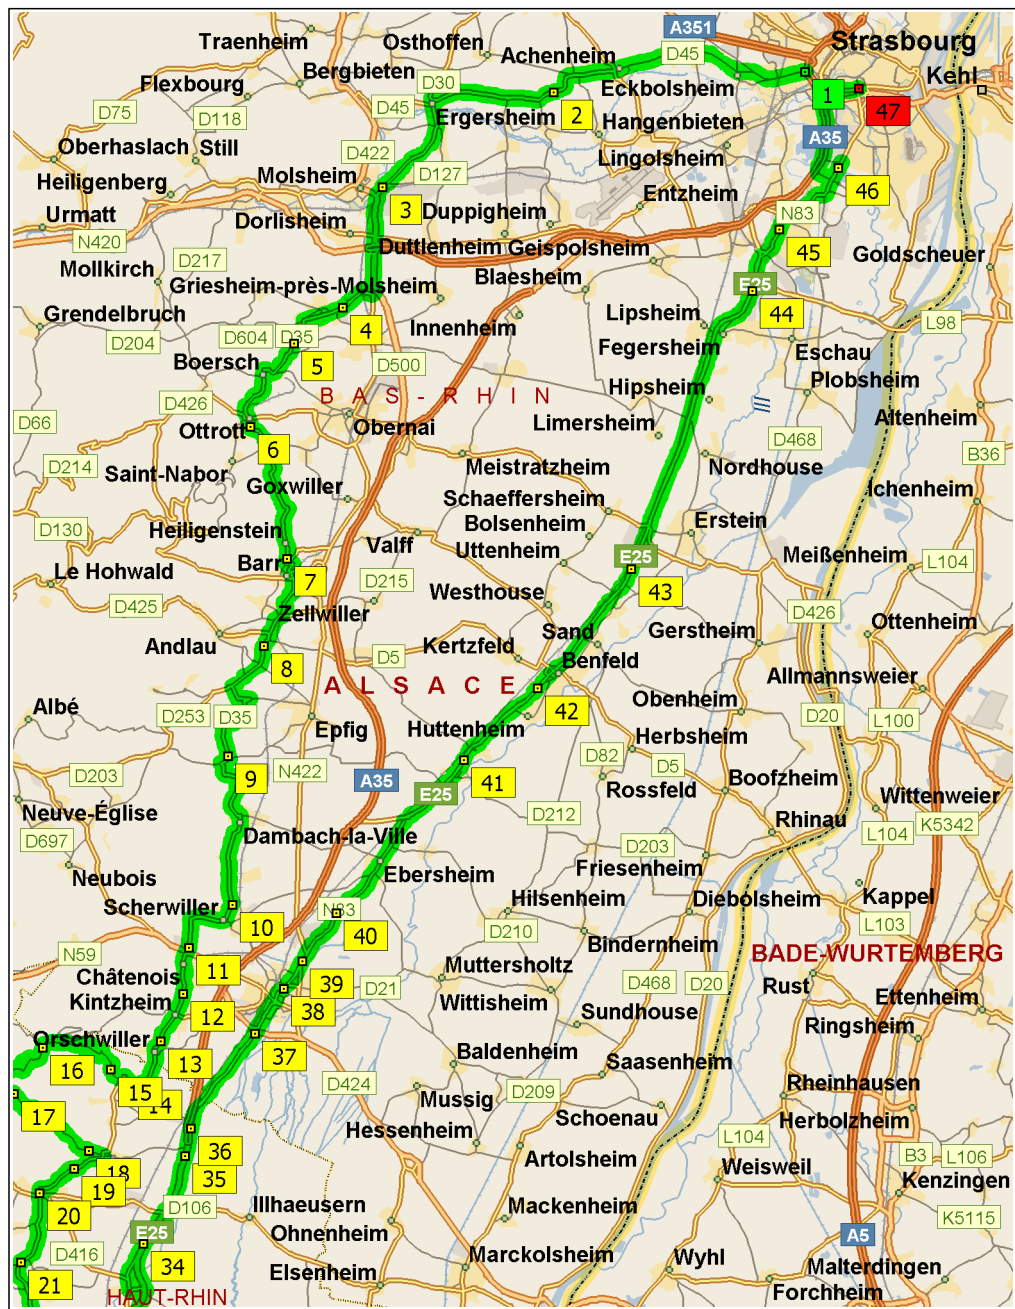 A351
Strasbourg
Traenheim
Osthoffen
Achenheim
D45
Kehl
Bergbieten
Flexbourg
D30
Eckbolsheim
1
47
D75
D118
D45
Ergersheim
2
Hangenbieten
A35
Oberhaslach
Still
D422
Lingolsheim
Heiligenberg
Molsheim
D127
Entzheim
46
Urmatt
Dorlisheim
3
Duppigheim
N83
N420
Duttlenheim
Geispolsheim
45
Goldscheuer
Mollkirch
D217
Blaesheim
E25
Griesheim-près-Molsheim
Grendelbruch
4
Innenheim
Lipsheim
44
L98
D204
D604
D35
Fegersheim
Eschau
Boersch
5
D500
Hipsheim
Plobsheim
BAS-RHIN
D426
D66
Ottrott
Obernai
Limersheim
Altenheim
D468
6
B36
D214
Saint-Nabor
Meistratzheim
Nordhouse
Goxwiller
Schaeffersheim
Ichenheim
D130
Heiligenstein
Bolsenheim
Erstein
Valff
Uttenheim
E25
Meißenheim
Le Hohwald
Barr
7
D215
Westhouse
43
L104
D425
Zellwiller
D426
Ottenheim
Andlau
Kertzfeld
Sand
Gerstheim
8
D5
Benfeld
Allmannsweier
ALSACE
Albé
42
Obenheim
D253
D35
Epfig
Huttenheim
D20
L100
Herbsheim
9
N422
A35
41
D82
D5
D203
E25
Rossfeld
Boofzheim
Wittenweier
Neuve-Église
Dambach-la-Ville
D212
Rhinau
L104
K5342
D697
D203
Neubois
Ebersheim
Friesenheim
Kappel
Scherwiller
Hilsenheim
Diebolsheim
N83
10
40
D210
Bindernheim
L103
N59
11
BADE-WURTEMBERG
Châtenois
39
D21
Muttersholtz
D468
D20
Rust
Kintzheim
12
38
Wittisheim
Sundhouse
Ettenheim
Orschwiller
13
37
Ringsheim
16
Baldenheim
Saasenheim
15
D424
D209
Rheinhausen
14
Mussig
17
Schoenau
Herbolzheim
Hessenheim
L104
36
18
35
Artolsheim
B3
L106
19
Weisweil
Kenzingen
20
D106
Illhaeusern
Mackenheim
K5115
E25
Ohnenheim
A5
D416
34
Marckolsheim
Wyhl
21
Elsenheim
Malterdingen
HAUT-RHIN
Forchheim